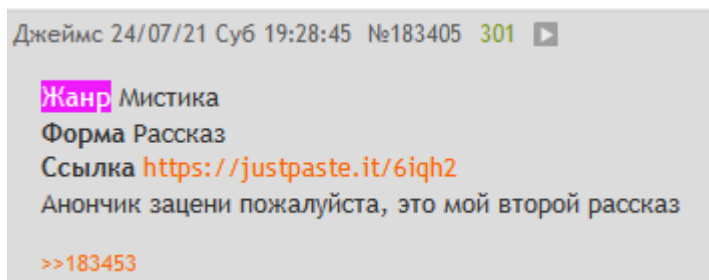 Джеймс 24/07/21 Суб 19:28:45 №183405 301
Жанр Мистика
Форма Рассказ
Ссылка https://justpaste.it/6iqh2
Анончик зацени пожалуйста, это мой второй рассказ
>>183453